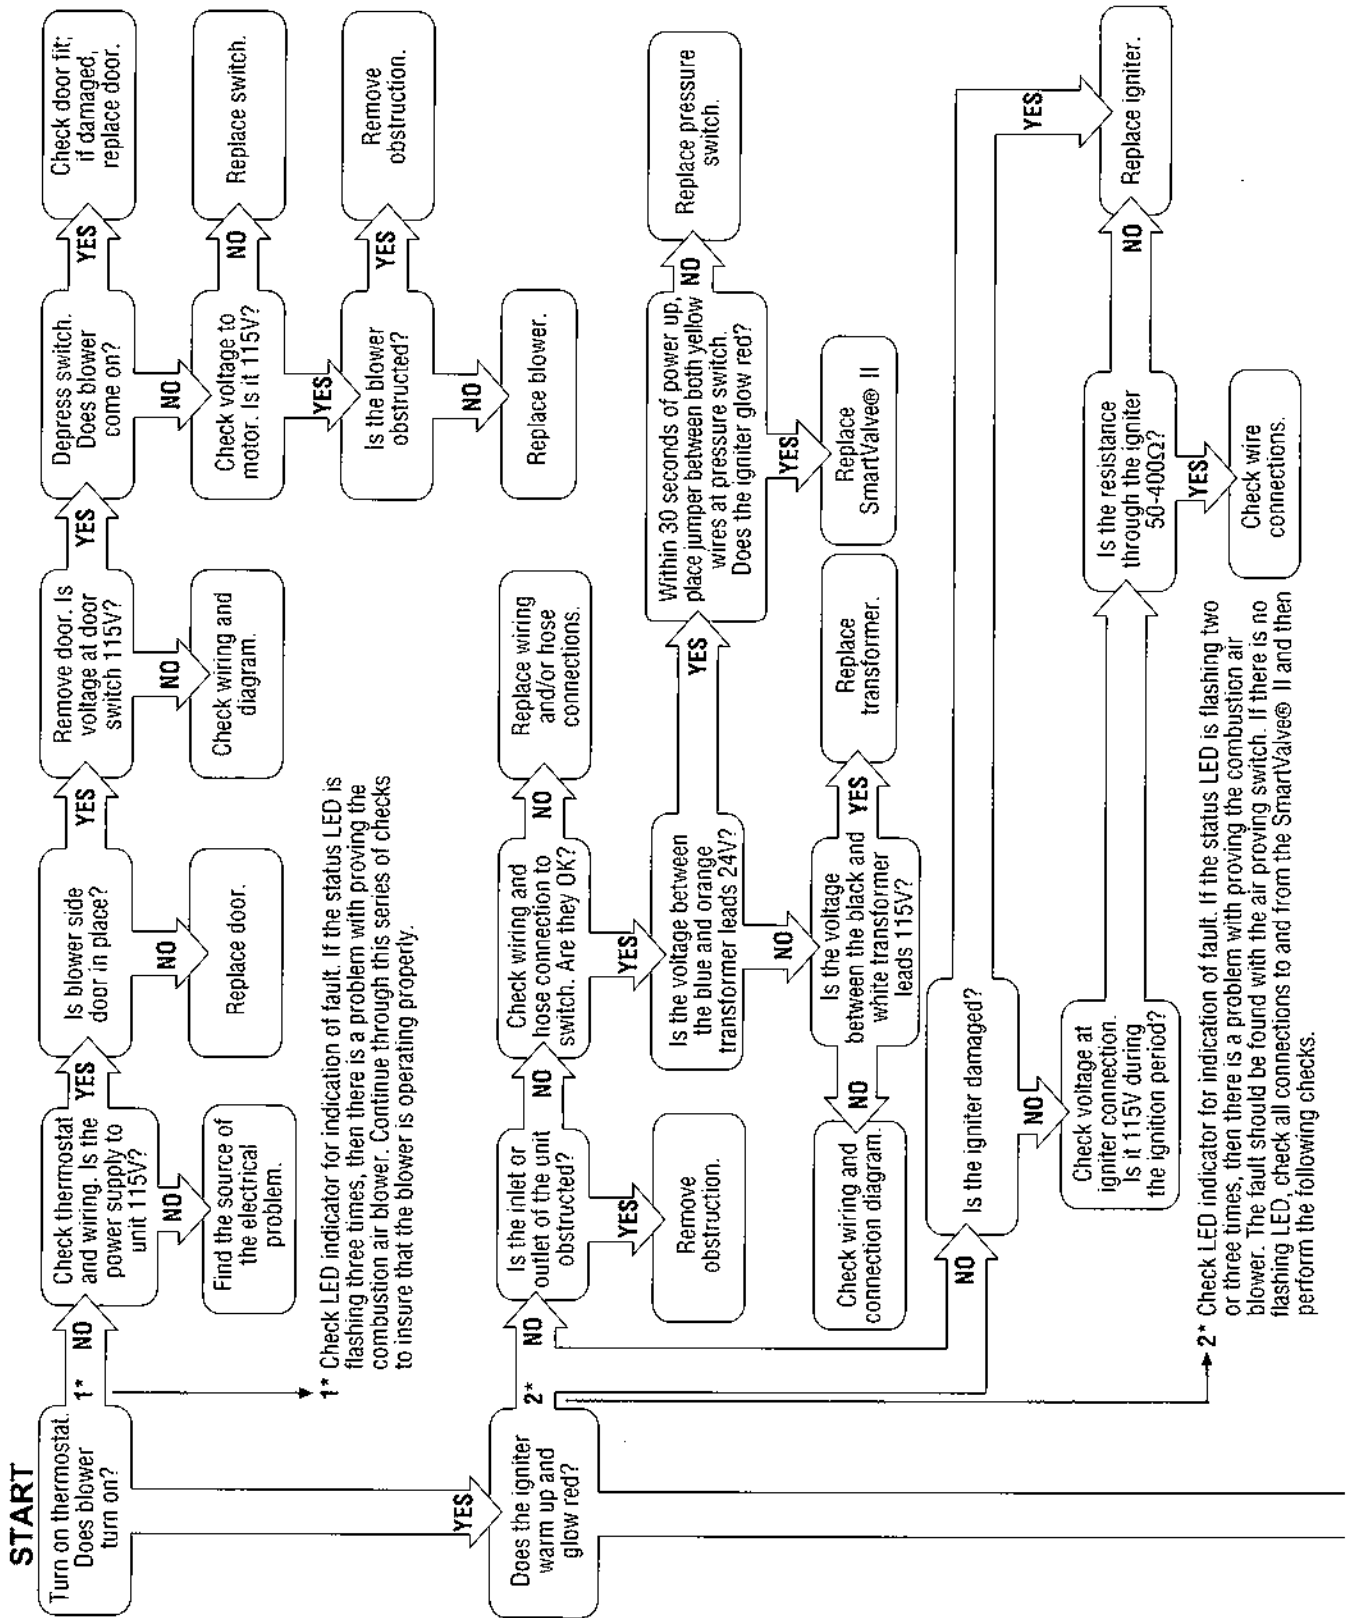 START
Turn on thermostat.
Does blower
turn on?
1*
NO
Check thermostat
and wiring. Is the
power supply to
unit 115V?
YES
Is blower side
door in place?
YES
Remove door. Is
voltage at door
switch 115V?
YES
Depress switch.
Does blower
come on?
YES
Check door fit;
if damaged,
replace door.
NO
Find the source of
the electrical
problem.
NO
Replace door.
NO
Check wiring and
diagram.
NO
Check voltage to
motor. Is it 115V?
NO
Replace switch.
YES
Is the blower
obstructed?
YES
Remove
obstruction.
NO
Replace blower.
1* Check LED indicator for indication of fault. If the status LED is
flashing three times, then there is a problem with proving the
combustion air blower. Continue through this series of checks
to insure that the blower is operating properly.
YES
Does the igniter
warm up and
glow red?
2*
NO
Is the inlet or
outlet of the unit
obstructed?
NO
Check wiring and
hose connection to
switch. Are they OK?
NO
Replace wiring
and/or hose
connections.
YES
Remove
obstruction.
YES
Is the voltage between
the blue and orange
transformer leads 24V?
YES
Within 30 seconds of power up,
place jumper between both yellow
wires at pressure switch.
Does the igniter glow red?
NO
Replace pressure
switch.
YES
Replace
SmartValve® II
NO
Is the voltage
between the black and
white transformer
leads 115V?
YES
Replace
transformer.
NO
Check wiring and
connection diagram.
NO
Is the igniter damaged?
YES
Replace igniter.
NO
Check voltage at
igniter connection.
Is it 115V during
the ignition period?
Is the resistance
through the igniter
50-400Ω?
NO
YES
Check wire
connections.
2* Check LED indicator for indication of fault. If the status LED is flashing two
or three times, then there is a problem with proving the combustion air
blower. The fault should be found with the air proving switch. If there is no
flashing LED, check all connections to and from the SmartValve® II and then
perform the following checks.